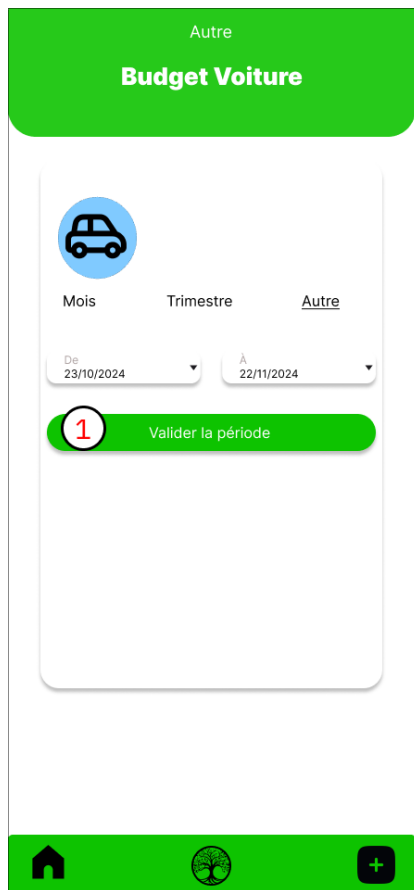 Autre
Budget Voiture
Mois Trimestre Autre
De À
23/10/2024 22/11/2024
1 Valider la période